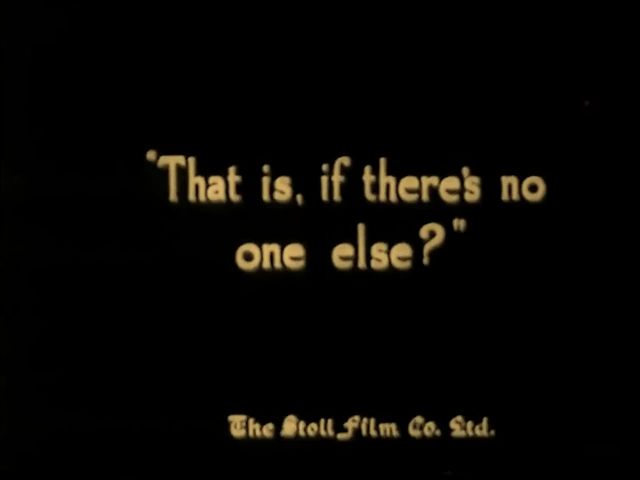 "That is, if there's no
one else?"
The Stoll Film Co. Ltd.